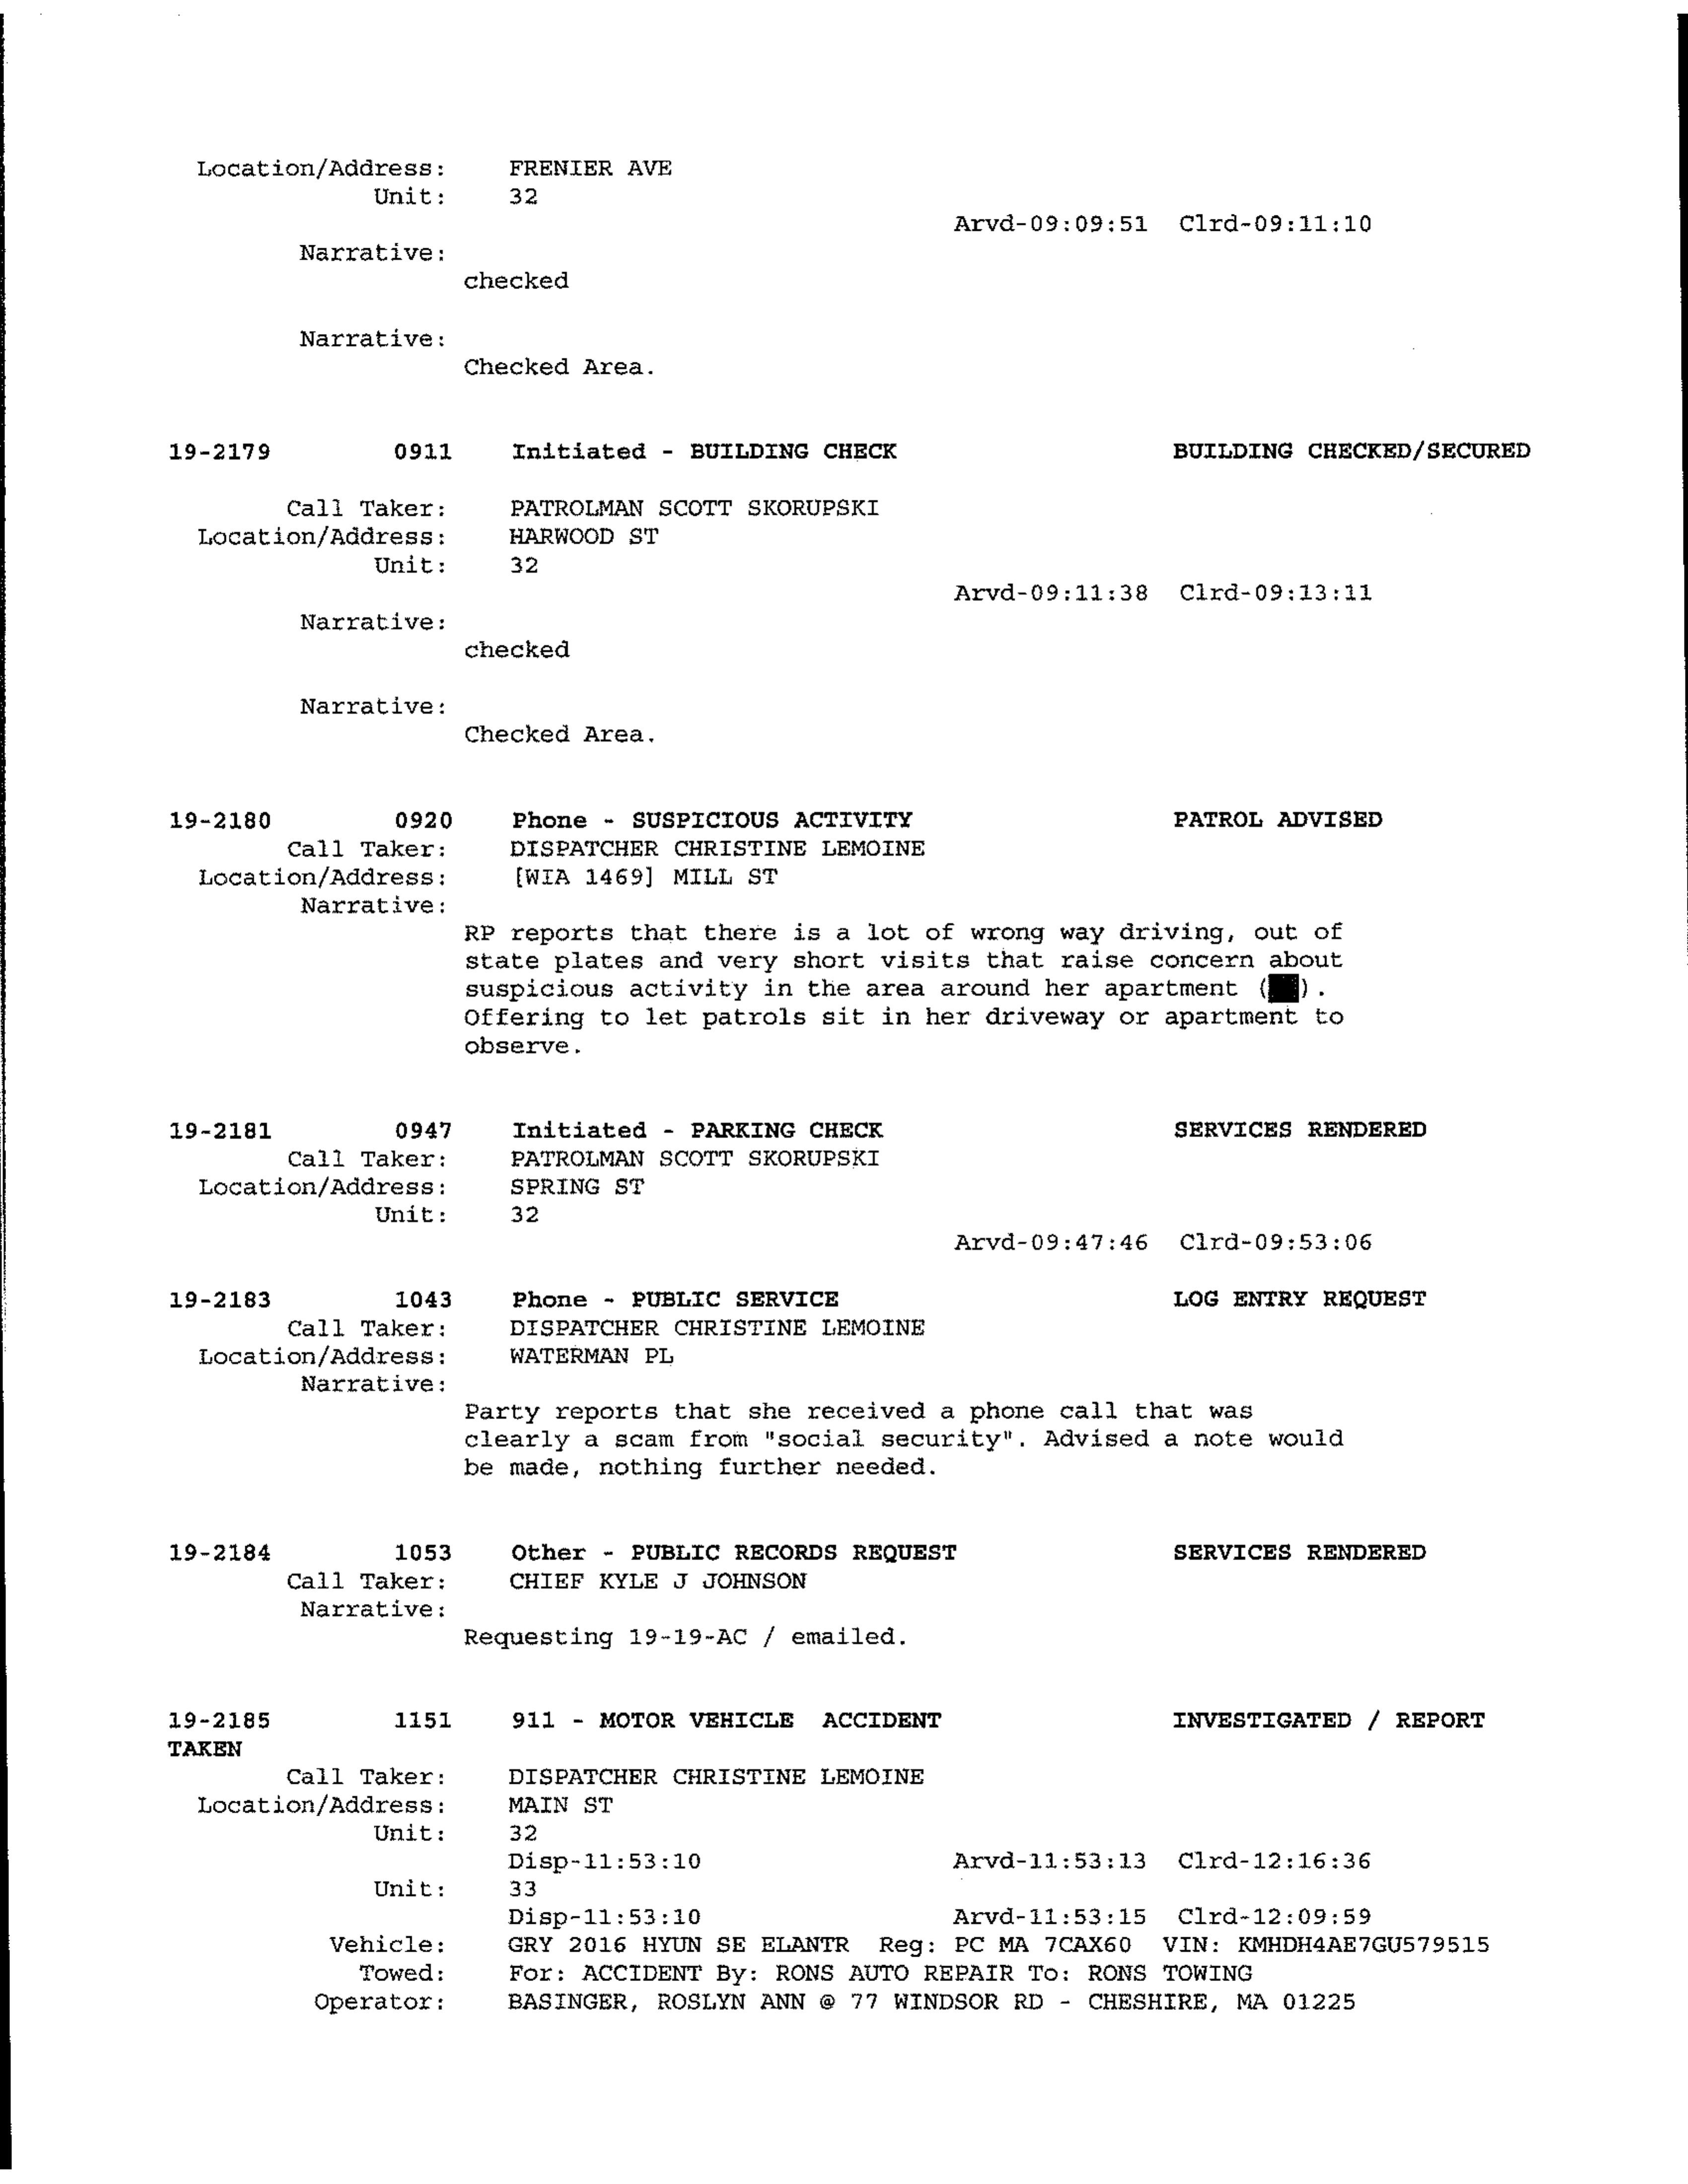 Location/Address: FRENIER AVE
Unit: 32
Arvd-09:09:51 Clrd-09:11:10
Narrative:
checked
Narrative:
Checked Area.
19-2179 0911 Initiated - BUILDING CHECK BUILDING CHECKED/SECURED
Call Taker: PATROLMAN SCOTT SKORUPSKI
Location/Address: HARWOOD ST
Unit: 32
Arvd-09:11:38 Clrd-09:13:11
Narrative:
checked
Narrative:
Checked Area.
19-2180 0920 Phone - SUSPICIOUS ACTIVITY PATROL ADVISED
Call Taker: DISPATCHER CHRISTINE LEMOINE
Location/Address: [WIA 1469] MILL ST
Narrative:
RP reports that there is a lot of wrong way driving, out of
state plates and very short visits that raise concern about
suspicious activity in the area around her apartment ( ).
Offering to let patrols sit in her driveway or apartment to
observe.
19-2181 0947 Initiated - PARKING CHECK SERVICES RENDERED
Call Taker: PATROLMAN SCOTT SKORUPSKI
Location/Address: SPRING ST
Unit: 32
Arvd-09:47:46 Clrd-09:53:06
19-2183 1043 Phone - PUBLIC SERVICE LOG ENTRY REQUEST
Call Taker: DISPATCHER CHRISTINE LEMOINE
Location/Address: WATERMAN PL
Narrative:
Party reports that she received a phone call that was
clearly a scam from "social security". Advised a note would
be made, nothing further needed.
19-2184 1053 Other - PUBLIC RECORDS REQUEST SERVICES RENDERED
Call Taker: CHIEF KYLE J JOHNSON
Narrative:
Requesting 19-19-AC / emailed.
19-2185 1151 911 - MOTOR VEHICLE ACCIDENT INVESTIGATED / REPORT
TAKEN
Call Taker: DISPATCHER CHRISTINE LEMOINE
Location/Address: MAIN ST
Unit: 32
Disp-11:53:10 Arvd-11:53:13 Clrd-12:16:36
Unit: 33
Disp-11:53:10 Arvd-11:53:15 Clrd-12:09:59
Vehicle: GRY 2016 HYUN SE ELANTR Reg: PC MA 7CAX60 VIN: KMHDH4AE7GU579515
Towed: For: ACCIDENT By: RONS AUTO REPAIR To: RONS TOWING
Operator: BASINGER, ROSLYN ANN @ 77 WINDSOR RD - CHESHIRE, MA 01225